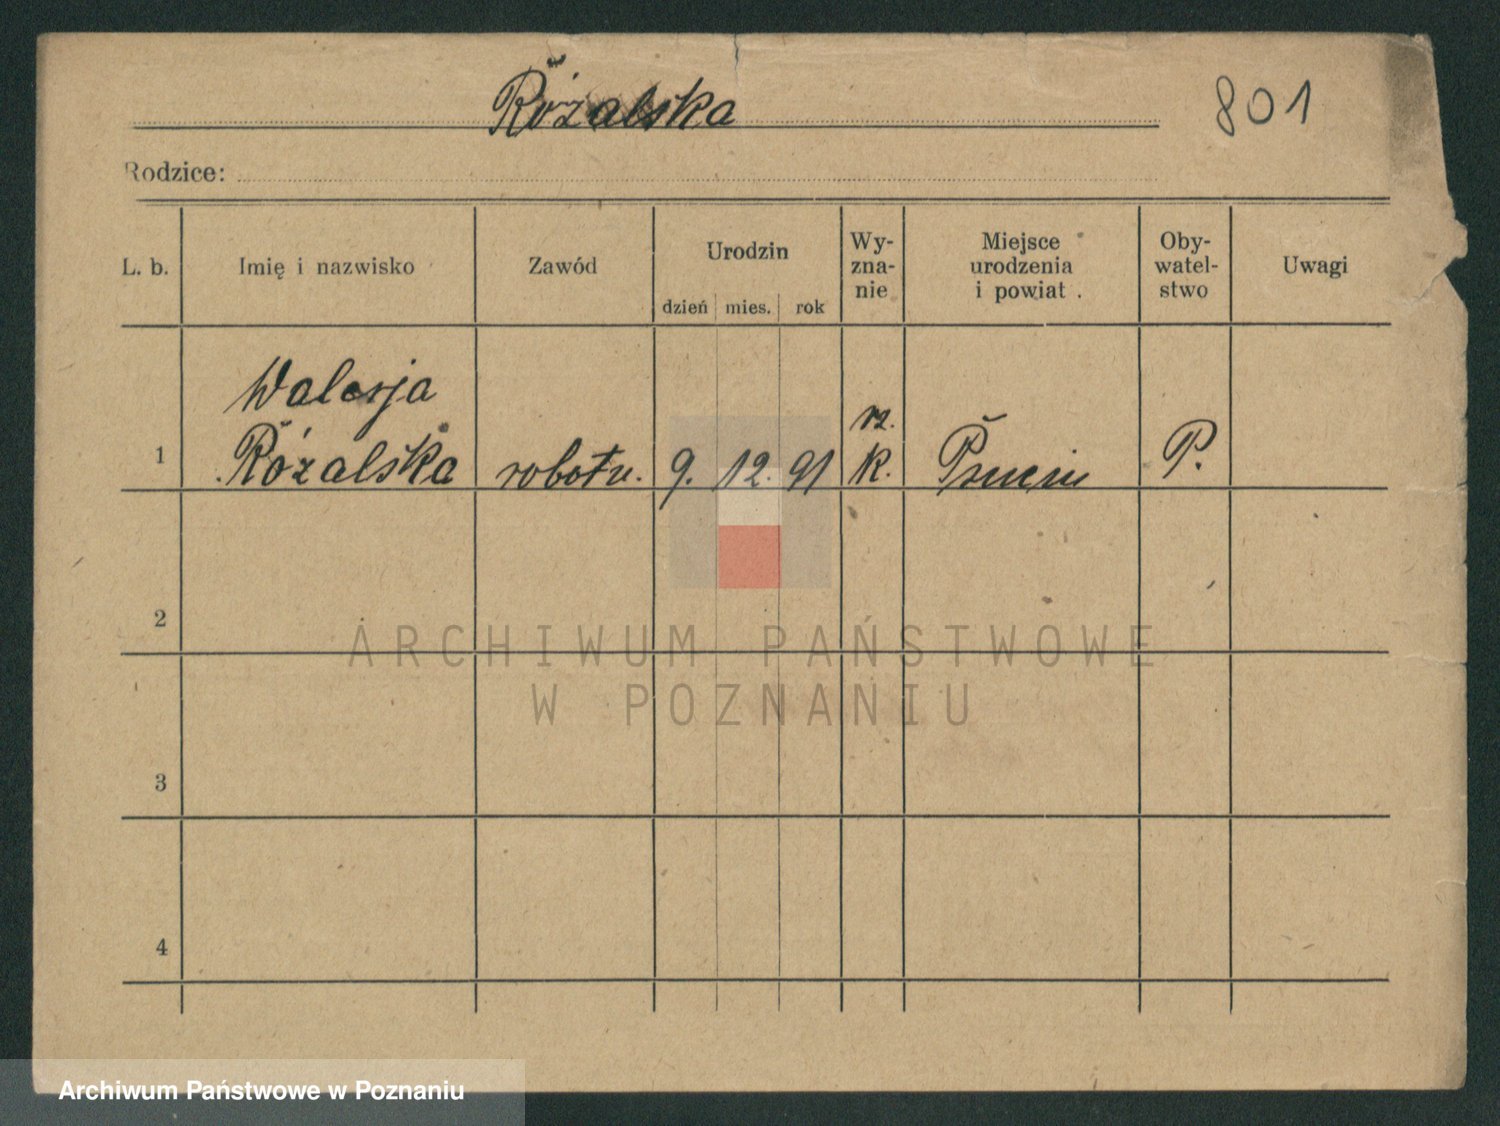 Różalska
801
Rodzice:
L. b.
Imię i nazwisko
Zawód
Urodzin
dzień
mies.
rok
Wy-
zna-
nie
Miejsce
urodzenia
i powiat
Oby-
watel-
stwo
Uwagi
1
Walerja
Różalska
robotn.
9.
12.
91
rz.
k.
P.
2
3
4
ARCHIWUM PAŃSTWOWE
W POZNANIU
Archiwum Państwowe w Poznaniu